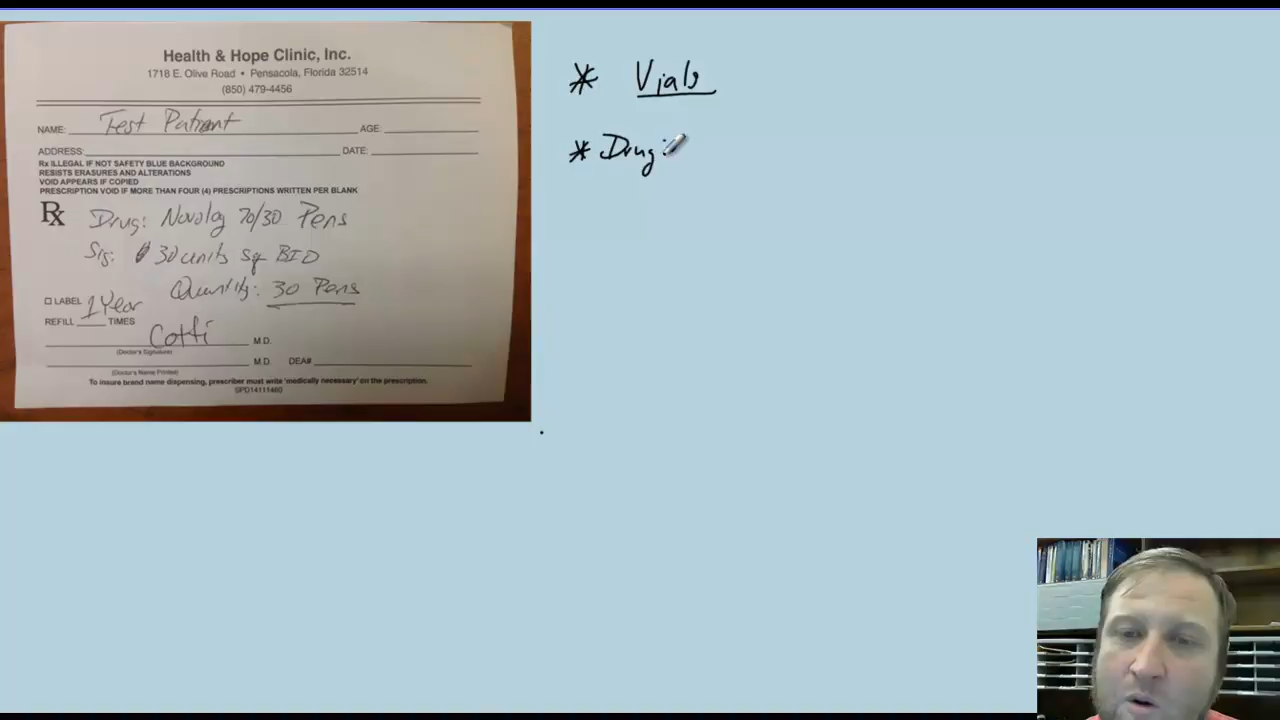 Health & Hope Clinic, Inc.
1718 E. Olive Road • Pensacola, Florida 32514
(850) 479-4456
NAME: Test Patient AGE:
ADDRESS: DATE:
Rx ILLEGAL IF NOT SAFETY BLUE BACKGROUND
RESISTS ERASURES AND ALTERATIONS
VOID APPEARS IF COPIED
PRESCRIPTION VOID IF MORE THAN FOUR (4) PRESCRIPTIONS WRITTEN PER BLANK
Rx Drug: Novolog 70/30 Pens
Sig: 30 units sq BID
Quantity: 30 Pens
LABEL 1 Year
REFILL TIMES
Cotti M.D.
(Doctor's Signature)
M.D. DEA#
(Doctor's Name Printed)
To insure brand name dispensing, prescriber must write 'medically necessary' on the prescription.
* Vials
* Drug: